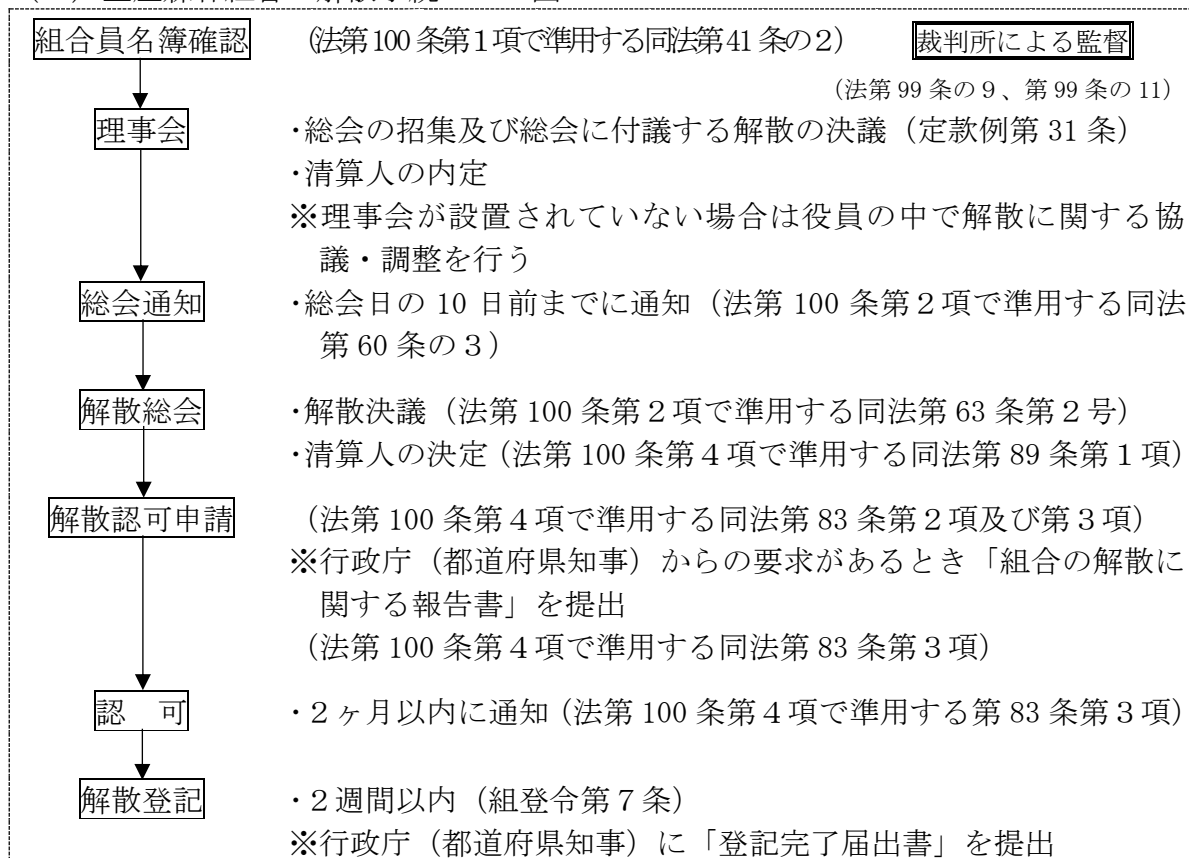 組合員名簿確認 (法第100条第1項で準用する同法第41条の2) 裁判所による監督
(法第99条の9、第99条の11)
理事会 ・総会の招集及び総会に付議する解散の決議(定款例第31条)
・清算人の内定
※理事会が設置されていない場合は役員の中で解散に関する協
議・調整を行う
総会通知 ・総会日の10日前までに通知(法第100条第2項で準用する同法
第60条の3)
解散総会 ・解散決議(法第100条第2項で準用する同法第63条第2号)
・清算人の決定(法第100条第4項で準用する同法第89条第1項)
解散認可申請 (法第100条第4項で準用する同法第83条第2項及び第3項)
※行政庁(都道府県知事)からの要求があるとき「組合の解散に
関する報告書」を提出
(法第100条第4項で準用する同法第83条第3項)
認 可 ・2ヶ月以内に通知(法第100条第4項で準用する第83条第3項)
解散登記 ・2週間以内(組登令第7条)
※行政庁(都道府県知事)に「登記完了届出書」を提出